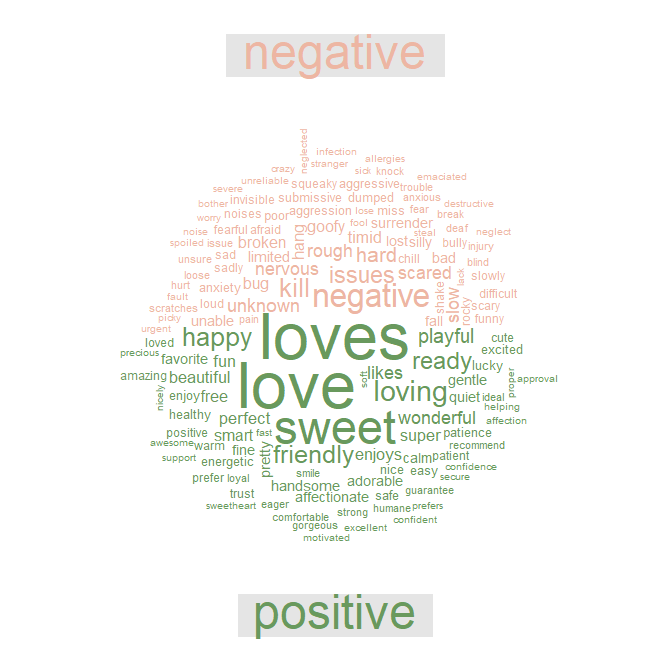 negative
neglected
infection
stranger
allergies
crazy
sick knock
emaciated
unreliable
squeaky aggressive trouble
severe
invisible submissive dumped anxious
bother
destructive
noises poor aggression lose miss fear break
worry
goofy fool surrender steal deaf neglect
noise fearful afraid
hang timid lost silly bully injury
spoiled issue broken
rough hard chill bad blind
unsure sad limited
sadly nervous issues scared lack slowly
loose
hurt anxiety bug kill negative shake slow difficult
fault
scratches loud unknown rocky scary
picky unable pain fall funny
urgent
loved happy loves playful cute
precious
favorite fun ready excited
amazing beautiful love soft likes lucky
nicely enjoy free loving gentle proper approval
quiet ideal
healthy perfect sweet wonderful helping
affection
positive smart super patience
awesome warm fine fast recommend
support energetic pretty friendly enjoys calm patient
confidence
prefer loyal smile nice easy secure
handsome adorable
trust affectionate safe guarantee
sweetheart eager strong humane prefers
comfortable confident
gorgeous excellent
motivated
positive